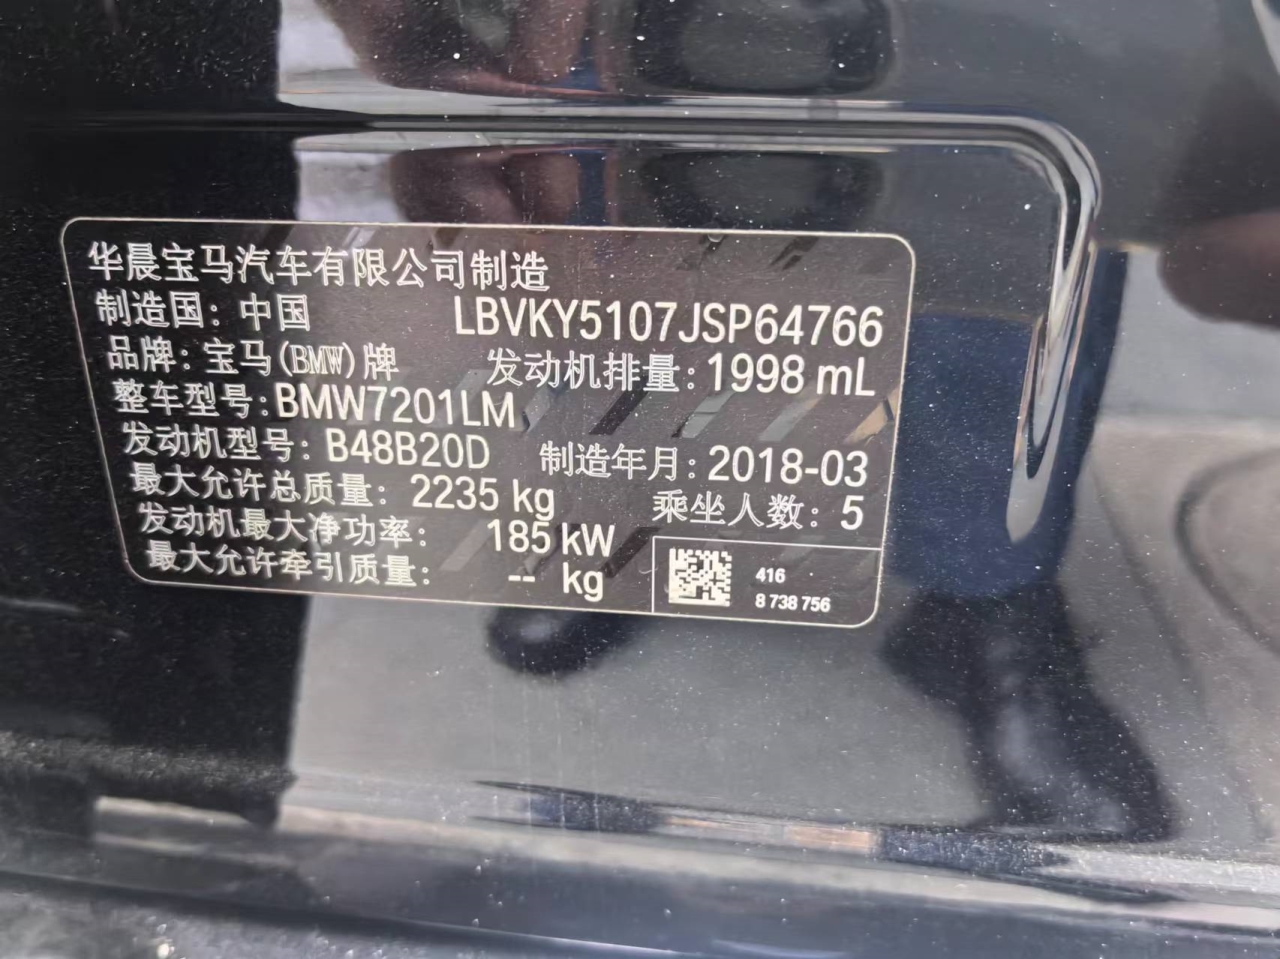 华晨宝马汽车有限公司制造
制造国：中国 LBVKY5107JSP64766
品牌：宝马(BMW)牌 发动机排量：1998 mL
整车型号：BMW7201LM
发动机型号：B48B20D 制造年月：2018-03
最大允许总质量：2235 kg 乘坐人数：5
发动机最大净功率：185 kW
最大允许牵引质量：-- kg
416
8 738 756